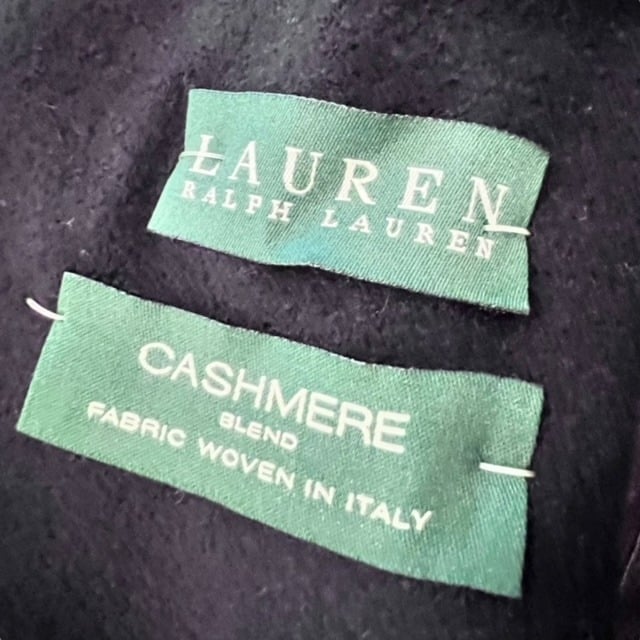 LAUREN
RALPH LAUREN
CASHMERE
BLEND
FABRIC WOVEN IN ITALY